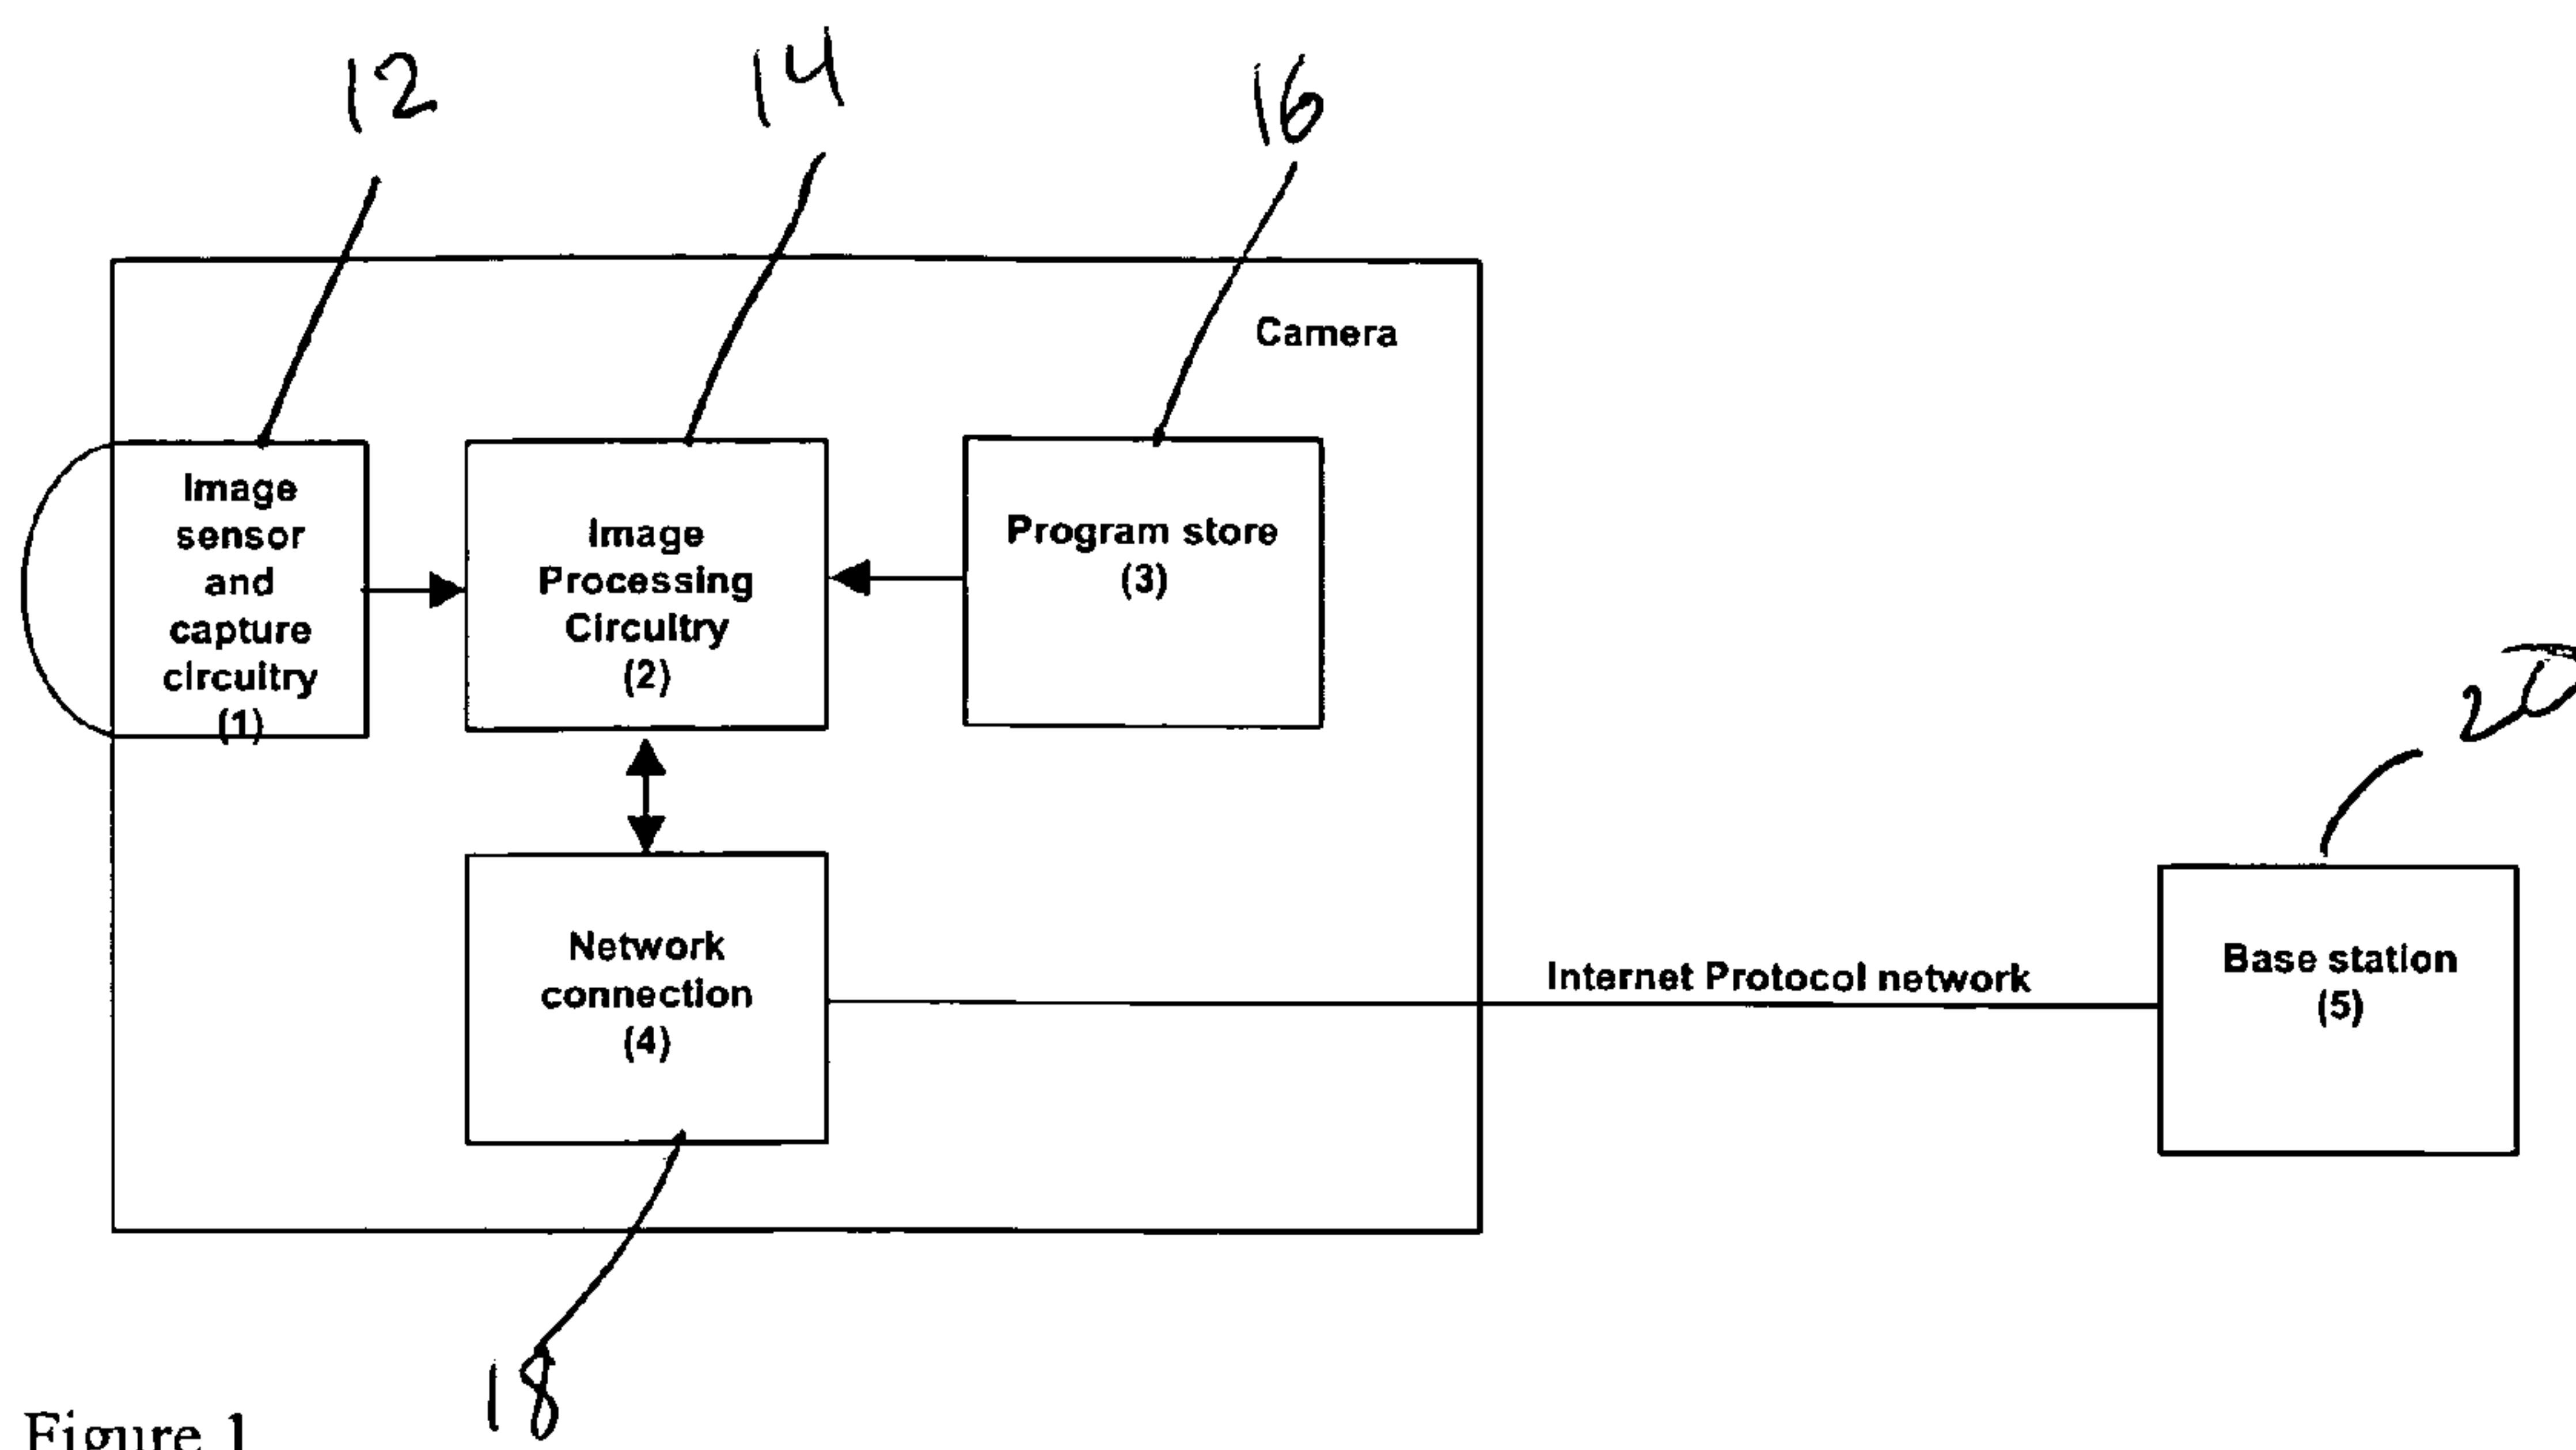 12
14
16
Camera
Image
sensor
and
capture
circuitry
(1)
Image
Processing
Circuitry
(2)
Program store
(3)
20
Network
connection
(4)
Internet Protocol network
Base station
(5)
18
Figure 1